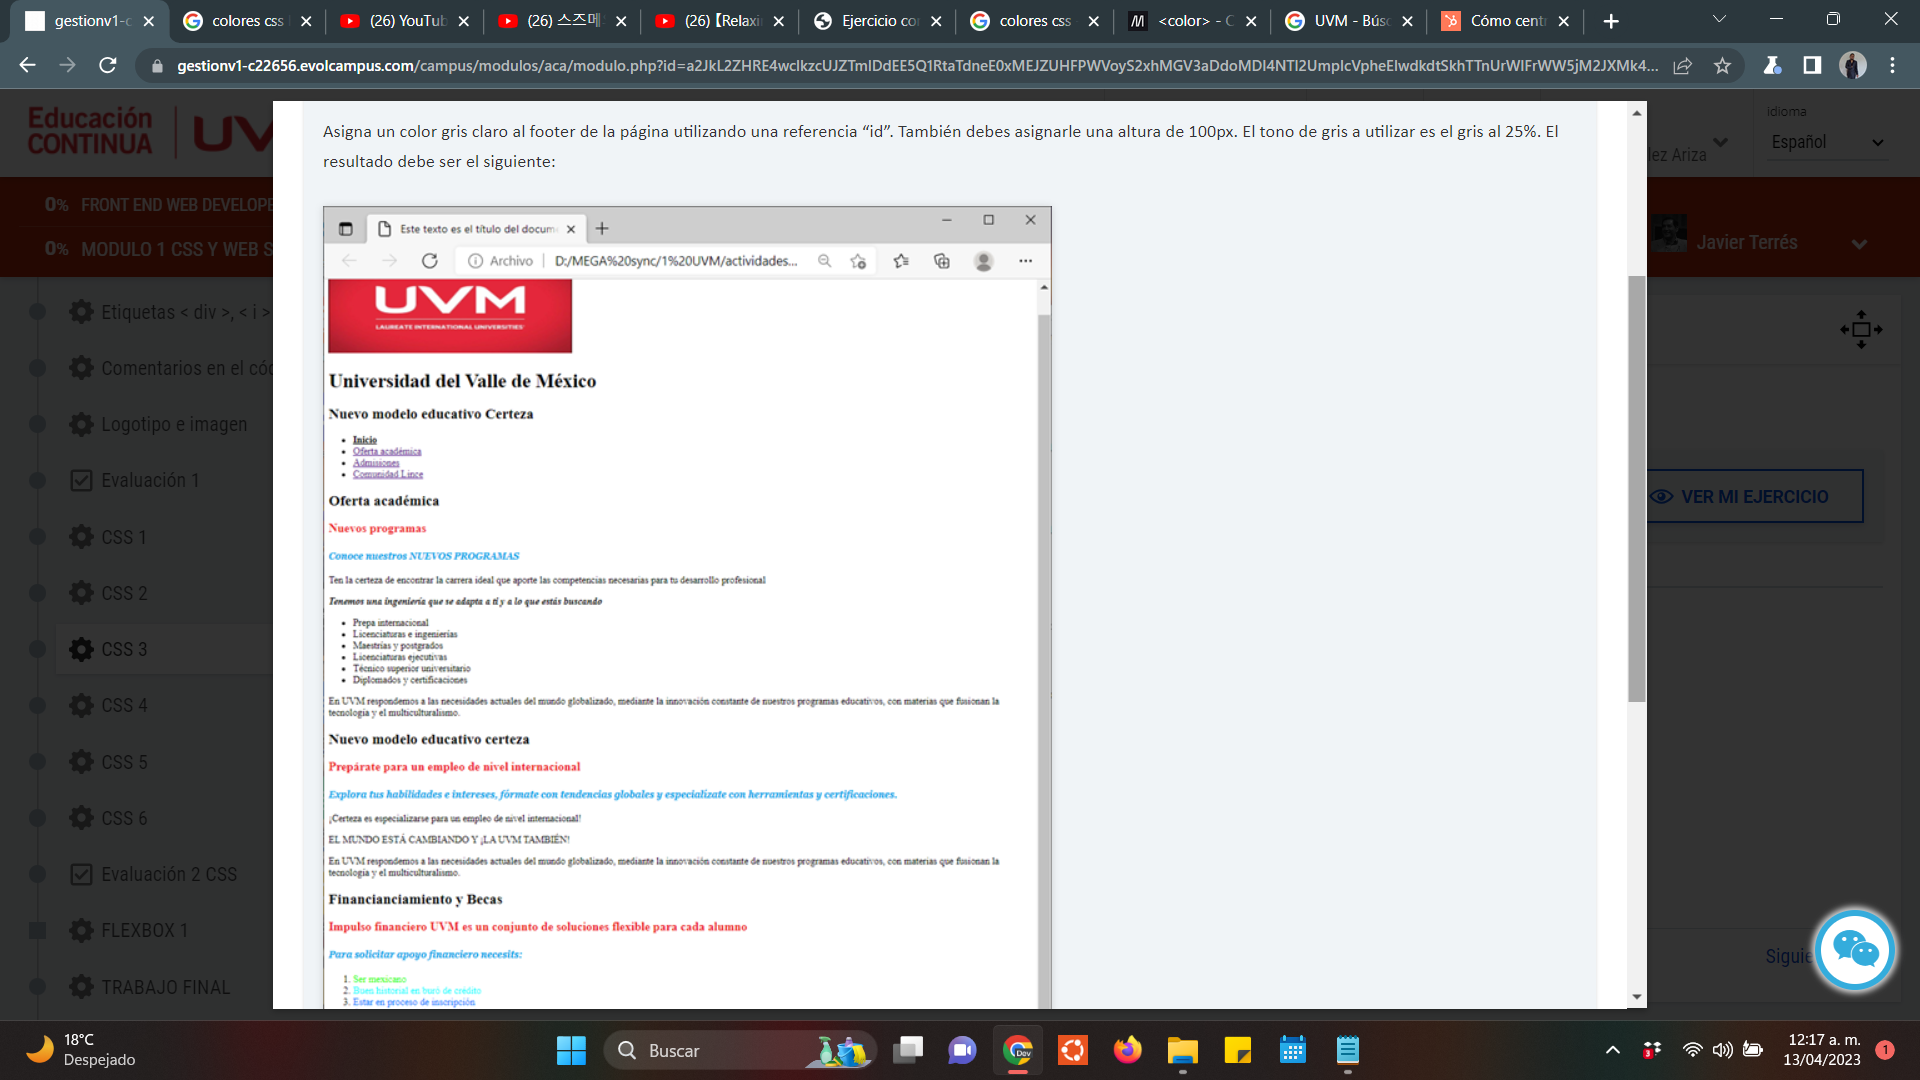 gestionv1-c
colores css
(26) YouTub
(26) 스즈메
(26) 【Relaxi
Ejercicio co
colores css
<color> - C
UVM - Bús
Cómo cent
gestionv1-c22656.evolcampus.com/campus/modulos/aca/modulo.php?id=
Educación
CONTINUA
UV
idioma
Español
lez Ariza
0% FRONT END WEB DEVELOPE
0% MODULO 1 CSS Y WEB S
Javier Terrés
Etiquetas < div >, < i >
Comentarios en el cód
Logotipo e imagen
Evaluación 1
CSS 1
CSS 2
CSS 3
CSS 4
CSS 5
CSS 6
Evaluación 2 CSS
FLEXBOX 1
TRABAJO FINAL
Asigna un color gris claro al footer de la página utilizando una referencia “id”. También debes asignarle una altura de 100px. El tono de gris a utilizar es el gris al 25%. El
resultado debe ser el siguiente:
Este texto es el título del docum
Archivo
D:/MEGA%20sync/1%20UVM/actividades...
UVM
LAUREATE INTERNATIONAL UNIVERSITIES
Universidad del Valle de México
Nuevo modelo educativo Certeza
Inicio
Oferta académica
Admisiones
Comunidad Lince
Oferta académica
Nuevos programas
Conoce nuestros NUEVOS PROGRAMAS
Ten la certeza de encontrar la carrera ideal que aporte las competencias necesarias para tu desarrollo profesional
Tenemos una ingeniería que se adapta a tí y a lo que estás buscando
Prepa internacional
Licenciaturas e ingenierías
Maestrías y postgrados
Licenciaturas ejecutivas
Técnico superior universitario
Diplomados y certificaciones
En UVM respondemos a las necesidades actuales del mundo globalizado, mediante la innovación constante de nuestros programas educativos, con materias que fusionan la
tecnología y el multiculturalismo.
Nuevo modelo educativo certeza
Prepárate para un empleo de nivel internacional
Explora tus habilidades e intereses, fórmate con tendencias globales y especialízate con herramientas y certificaciones.
¡Certeza es especializarse para un empleo de nivel internacional!
EL MUNDO ESTÁ CAMBIANDO Y ¡LA UVM TAMBIÉN!
En UVM respondemos a las necesidades actuales del mundo globalizado, mediante la innovación constante de nuestros programas educativos, con materias que fusionan la
tecnología y el multiculturalismo.
Financianciamiento y Becas
Impulso financiero UVM es un conjunto de soluciones flexible para cada alumno
Para solicitar apoyo financiero necesits:
1. Ser mexicano
2. Buen historial en buró de crédito
3. Estar en proceso de inscripción
VER MI EJERCICIO
Siguie
18°C
Despejado
Buscar
Dev
3
12:17 a. m.
13/04/2023
1